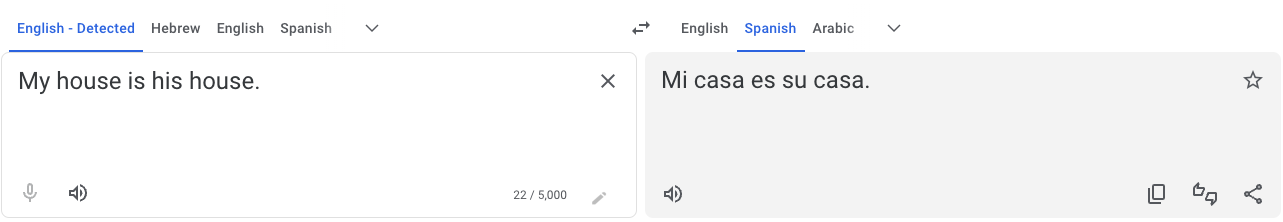 English - Detected Hebrew English Spanish English Spanish Arabic
My house is his house. Mi casa es su casa.
22 / 5,000